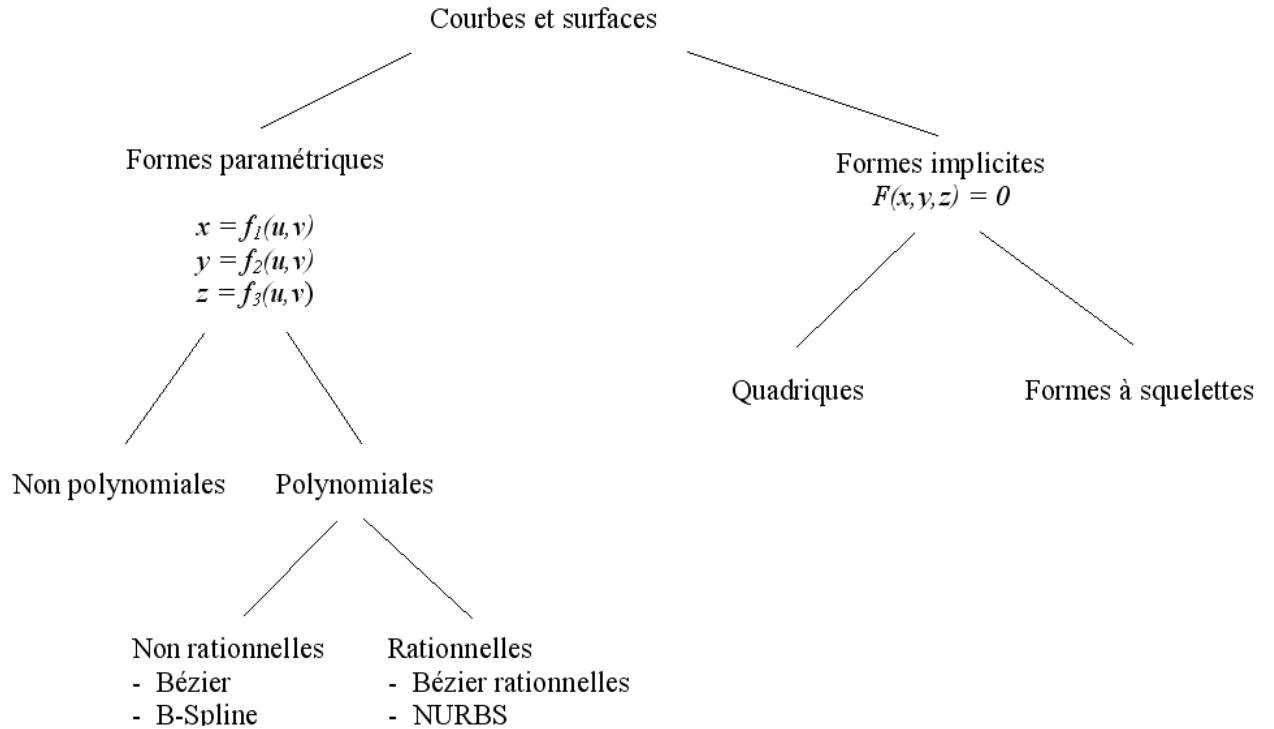 Courbes et surfaces
Formes paramétriques
x = f₁(u,v)
y = f₂(u,v)
z = f₃(u,v)
Formes implicites
F(x,y,z) = 0
Quadriques
Formes à squelettes
Non polynomiales
Polynomiales
Non rationnelles
- Bézier
- B-Spline
Rationnelles
- Bézier rationnelles
- NURBS